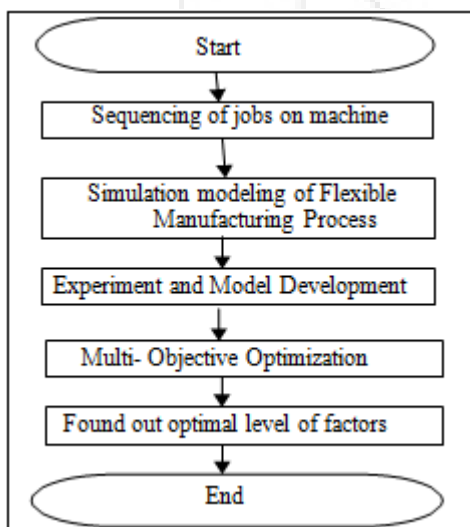 Start
Sequencing of jobs on machine
Simulation modeling of Flexible
Manufacturing Process
Experiment and Model Development
Multi- Objective Optimization
Found out optimal level of factors
End